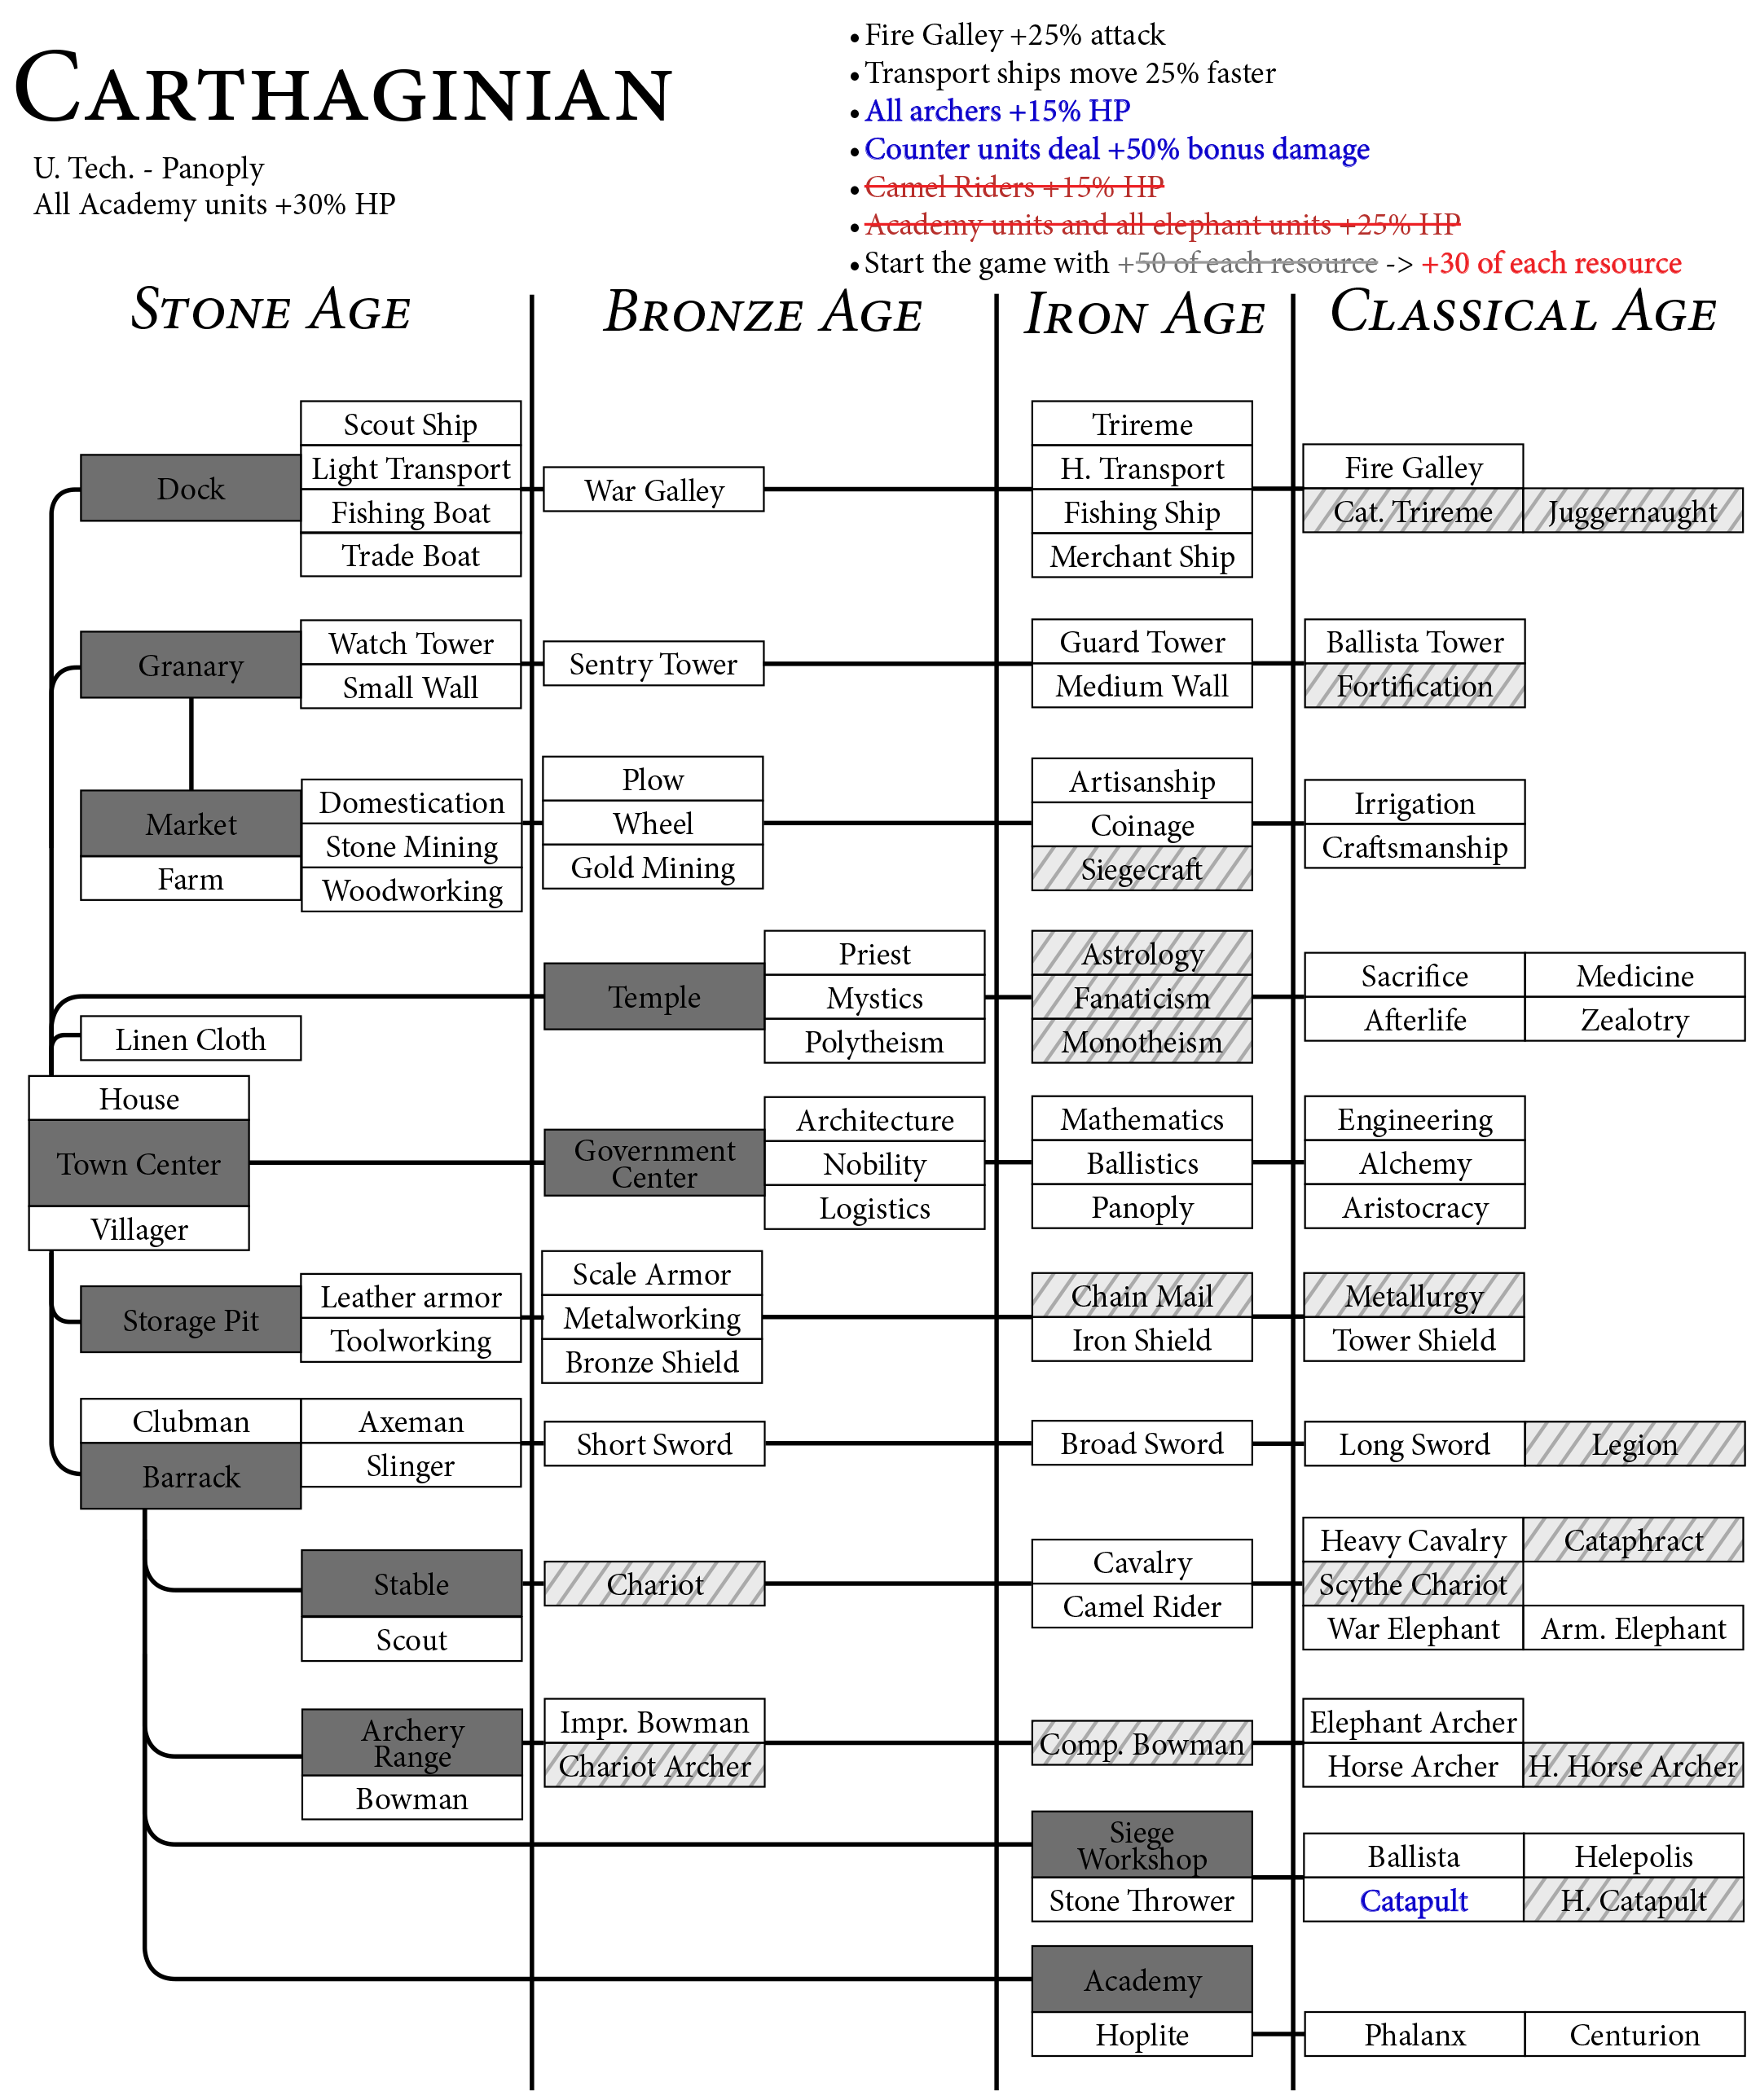 CARTHAGINIAN
U. Tech. - Panoply
All Academy units +30% HP
•Fire Galley +25% attack
•Transport ships move 25% faster
•All archers +15% HP
•Counter units deal +50% bonus damage
•Camel Riders +15% HP
•Academy units and all elephant units +25% HP
•Start the game with +50 of each resource -> +30 of each resource
STONE AGE
BRONZE AGE
IRON AGE
CLASSICAL AGE
Dock
Scout Ship
Light Transport
Fishing Boat
Trade Boat
War Galley
Trireme
H. Transport
Fishing Ship
Merchant Ship
Fire Galley
Cat. Trireme
Juggernaught
Granary
Watch Tower
Small Wall
Sentry Tower
Guard Tower
Medium Wall
Ballista Tower
Fortification
Market
Farm
Domestication
Stone Mining
Woodworking
Plow
Wheel
Gold Mining
Artisanship
Coinage
Siegecraft
Irrigation
Craftsmanship
Temple
Priest
Mystics
Polytheism
Astrology
Fanaticism
Monotheism
Sacrifice
Medicine
Afterlife
Zealotry
Linen Cloth
House
Town Center
Villager
Government
Center
Architecture
Nobility
Logistics
Mathematics
Ballistics
Panoply
Engineering
Alchemy
Aristocracy
Storage Pit
Leather armor
Toolworking
Scale Armor
Metalworking
Bronze Shield
Chain Mail
Iron Shield
Metallurgy
Tower Shield
Clubman
Barrack
Axeman
Slinger
Short Sword
Broad Sword
Long Sword
Legion
Stable
Scout
Chariot
Cavalry
Camel Rider
Heavy Cavalry
Cataphract
Scythe Chariot
War Elephant
Arm. Elephant
Archery
Range
Bowman
Impr. Bowman
Chariot Archer
Comp. Bowman
Elephant Archer
Horse Archer
H. Horse Archer
Siege
Workshop
Stone Thrower
Ballista
Helepolis
Catapult
H. Catapult
Academy
Hoplite
Phalanx
Centurion